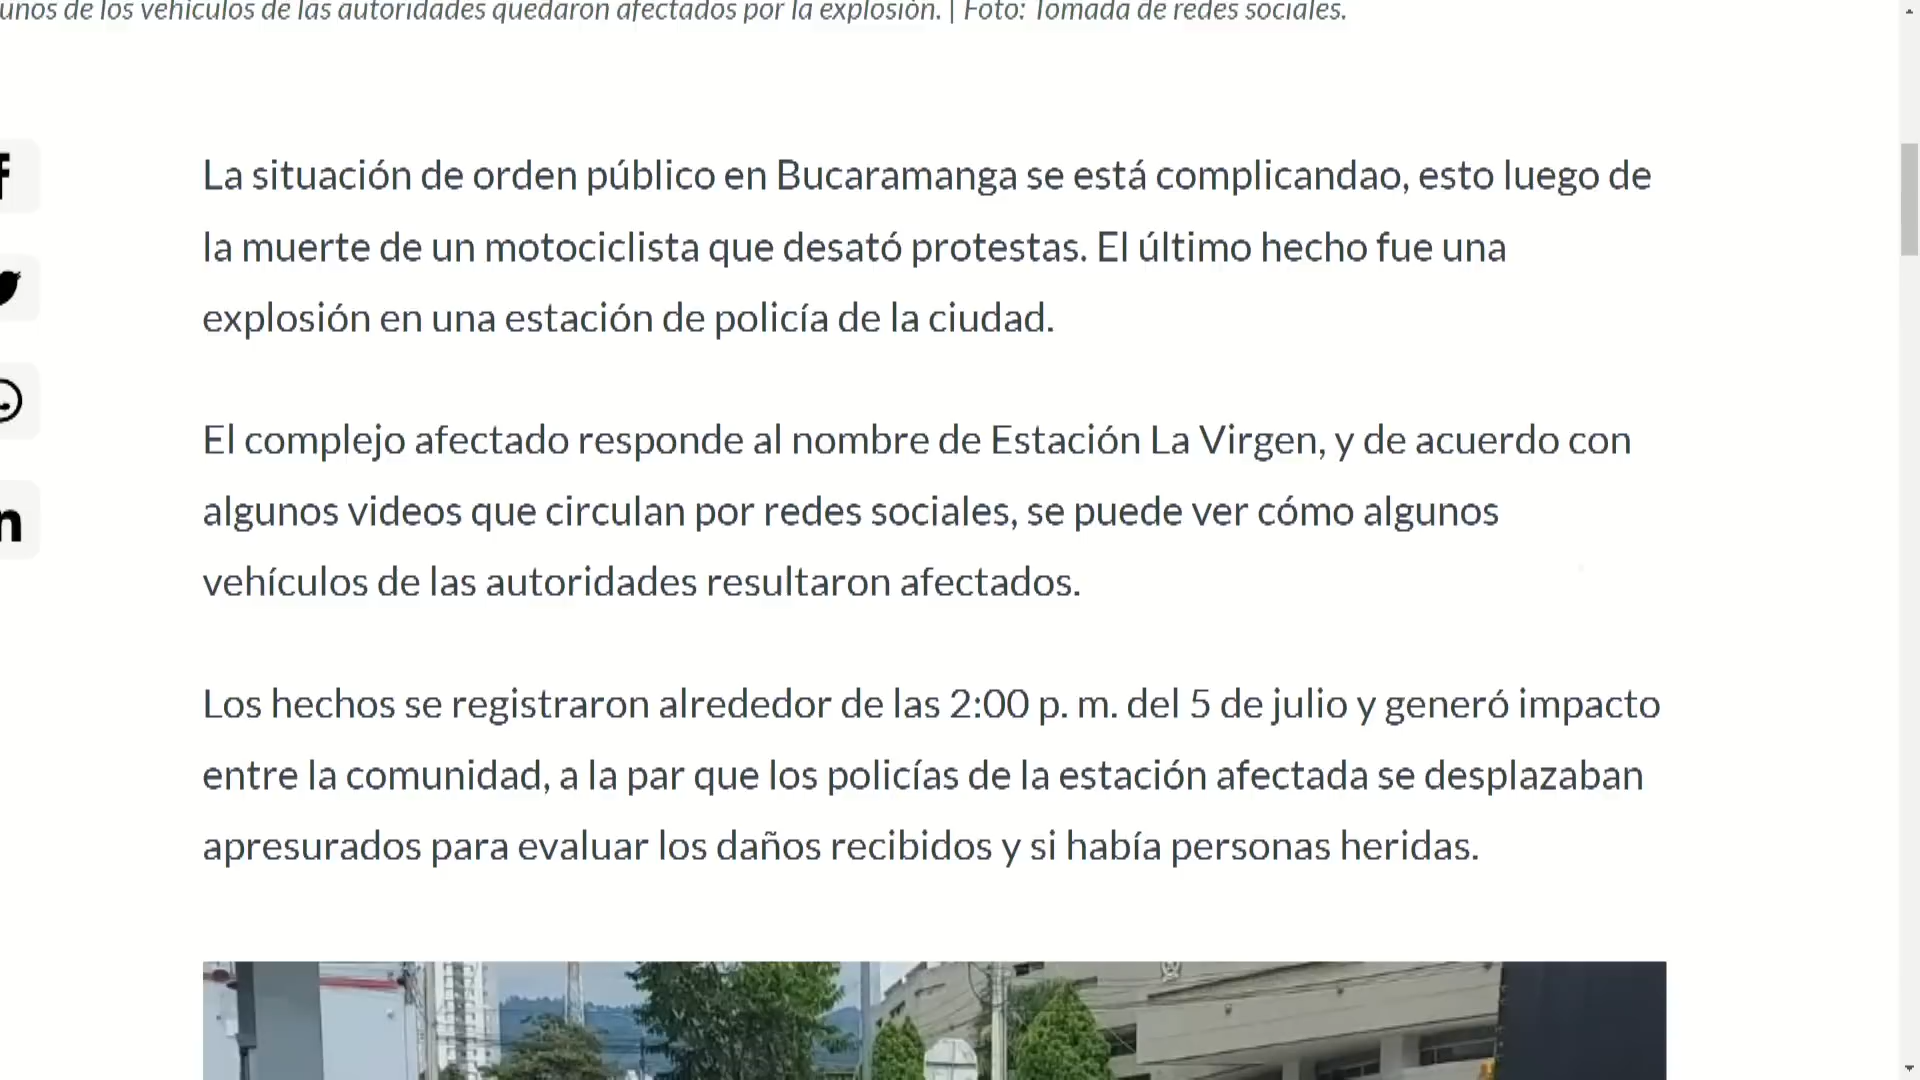 unos de los vehículos de las autoridades quedaron afectados por la explosión. | Foto: Tomada de redes sociales.
La situación de orden público en Bucaramanga se está complicandao, esto luego de
la muerte de un motociclista que desató protestas. El último hecho fue una
explosión en una estación de policía de la ciudad.
El complejo afectado responde al nombre de Estación La Virgen, y de acuerdo con
algunos videos que circulan por redes sociales, se puede ver cómo algunos
vehículos de las autoridades resultaron afectados.
Los hechos se registraron alrededor de las 2:00 p. m. del 5 de julio y generó impacto
entre la comunidad, a la par que los policías de la estación afectada se desplazaban
apresurados para evaluar los daños recibidos y si había personas heridas.